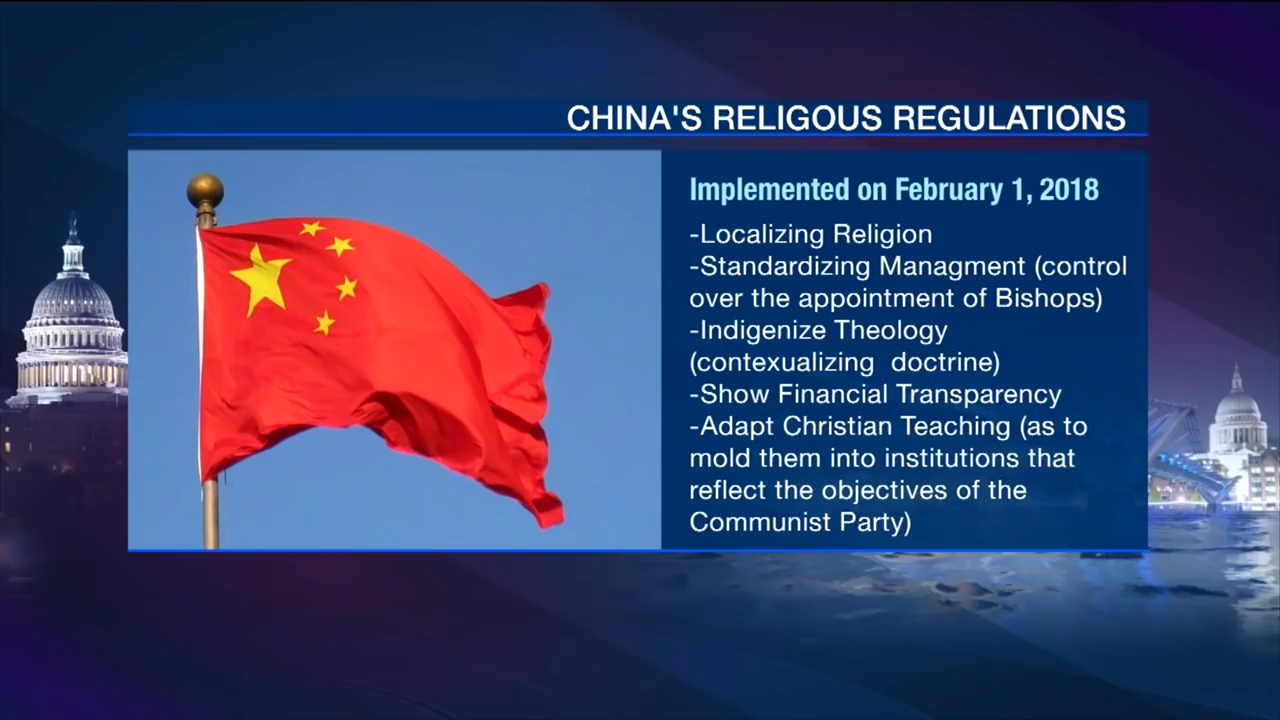 CHINA'S RELIGOUS REGULATIONS
Implemented on February 1, 2018
-Localizing Religion
-Standardizing Managment (control
over the appointment of Bishops)
-Indigenize Theology
(contexualizing  doctrine)
-Show Financial Transparency
-Adapt Christian Teaching (as to
mold them into institutions that
reflect the objectives of the
Communist Party)